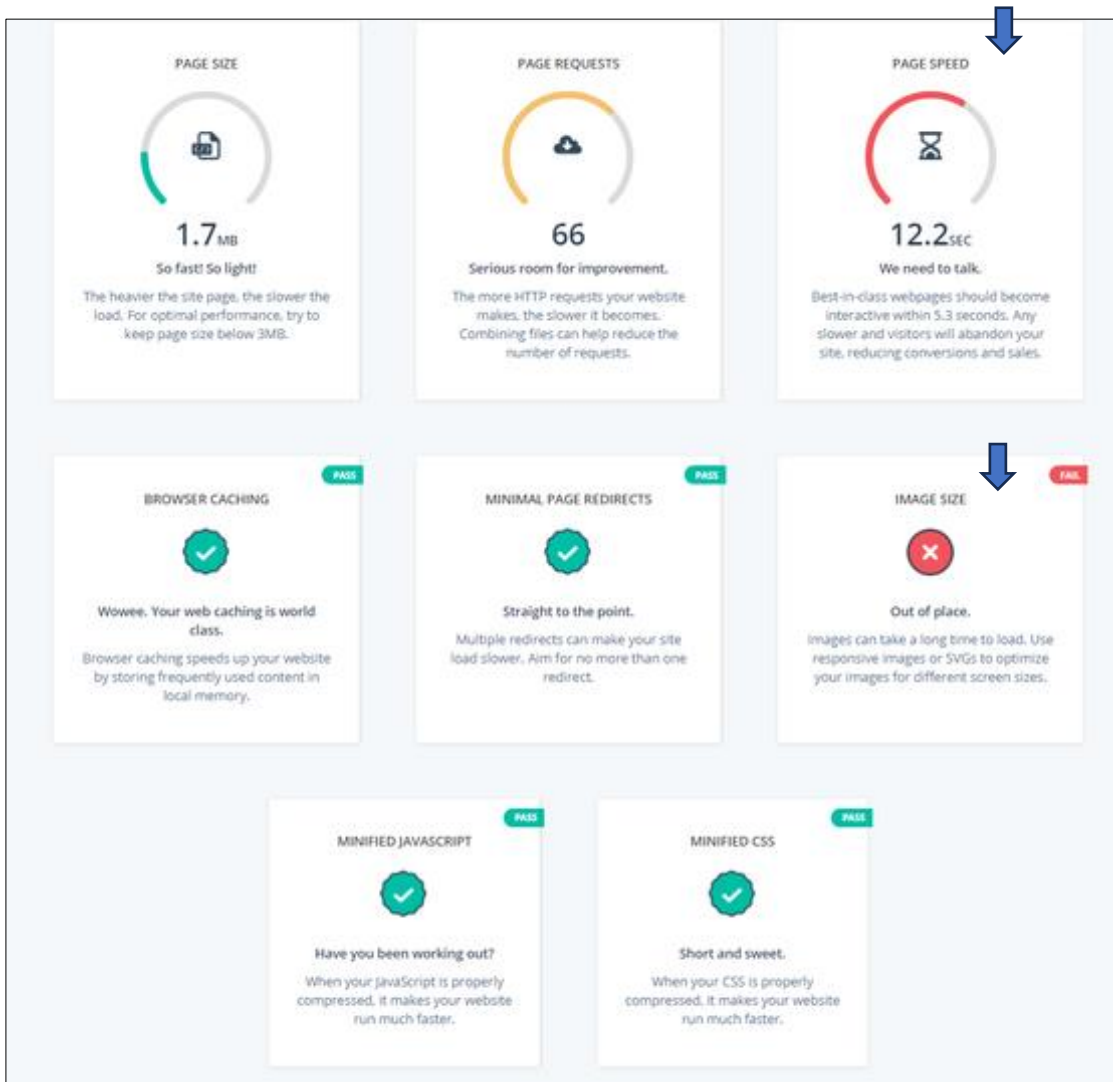 PAGE SIZE
1.7MB
So fast! So light!
The heavier the site page, the slower the
load. For optimal performance, try to
keep page size below 3MB.
PAGE REQUESTS
66
Serious room for improvement.
The more HTTP requests your website
makes, the slower it becomes.
Combining files can help reduce the
number of requests.
PAGE SPEED
12.2SEC
We need to talk.
Best-in-class webpages should become
interactive within 5.3 seconds. Any
slower and visitors will abandon your
site, reducing conversions and sales.
PASS
BROWSER CACHING
Wowee. Your web caching is world
class.
Browser caching speeds up your website
by storing frequently used content in
local memory.
PASS
MINIMAL PAGE REDIRECTS
Straight to the point.
Multiple redirects can make your site
load slower. Aim for no more than one
redirect.
FAIL
IMAGE SIZE
Out of place.
Images can take a long time to load. Use
responsive images or SVGs to optimize
your images for different screen sizes.
PASS
MINIFIED JAVASCRIPT
Have you been working out?
When your JavaScript is properly
compressed, it makes your website
run much faster.
PASS
MINIFIED CSS
Short and sweet.
When your CSS is properly
compressed, it makes your website
run much faster.